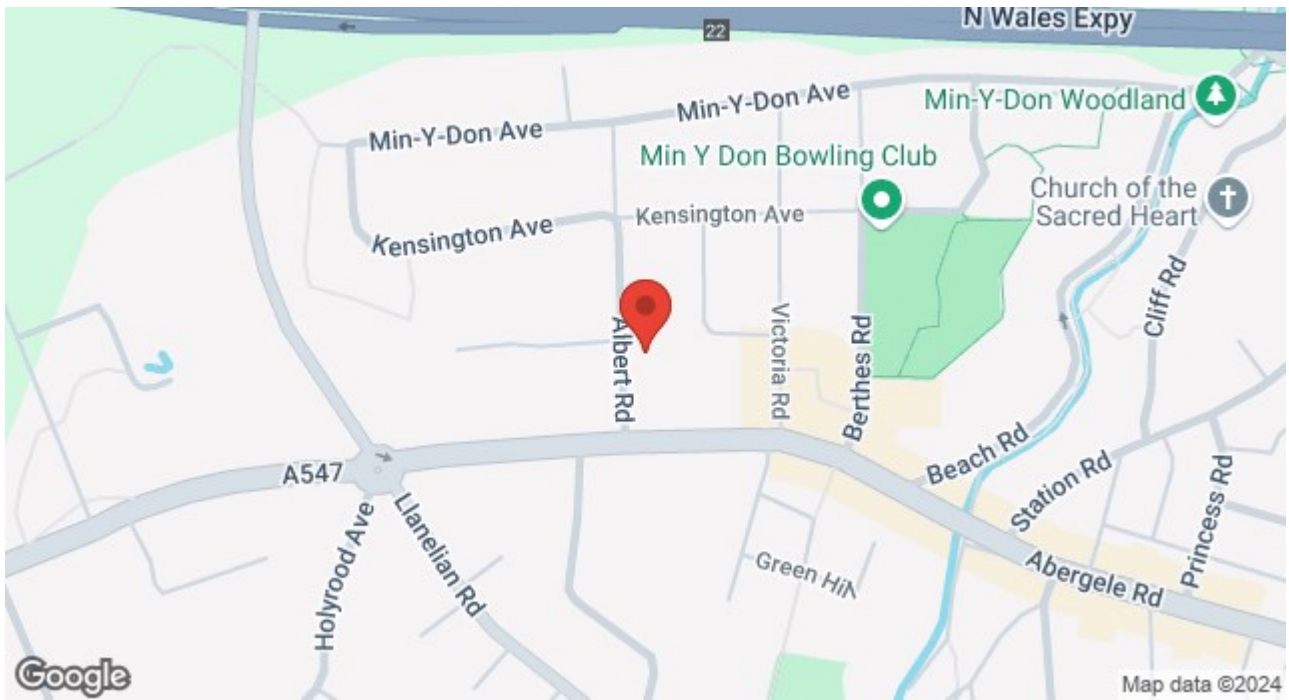 N Wales Expy
22
Min-Y-Don Ave
Min-Y-Don Ave
Min-Y-Don Woodland
Min Y Don Bowling Club
Church of the
Sacred Heart
Kensington Ave
Kensington Ave
Cliff Rd
Albert Rd
Victoria Rd
Berthes Rd
A547
Beach Rd
Station Rd
Princess Rd
Holyrood Ave
Llanelian Rd
Green Hill
Abergele Rd
Google
Map data ©2024